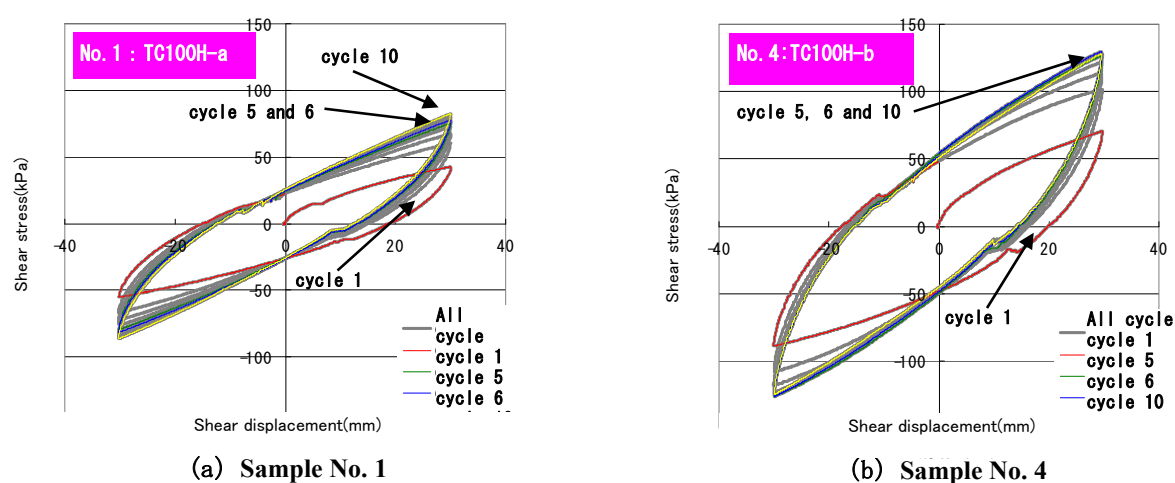 150
No.1：TC100H-a
cycle 10
100
cycle 5 and 6
50
0
-40
-20
0
20
40
cycle 1
-50
-100
All
cycle
cycle 1
cycle 5
cycle 6
Shear stress(kPa)
Shear displacement(mm)
(a) Sample No. 1
150
No.4:TC100H-b
100
cycle 5, 6 and 10
50
0
-40
-20
0
20
40
cycle 1
-50
-100
All cycle
cycle 1
cycle 5
cycle 6
cycle 10
Shear stress(kPa)
Shear displacement(mm)
(b) Sample No. 4